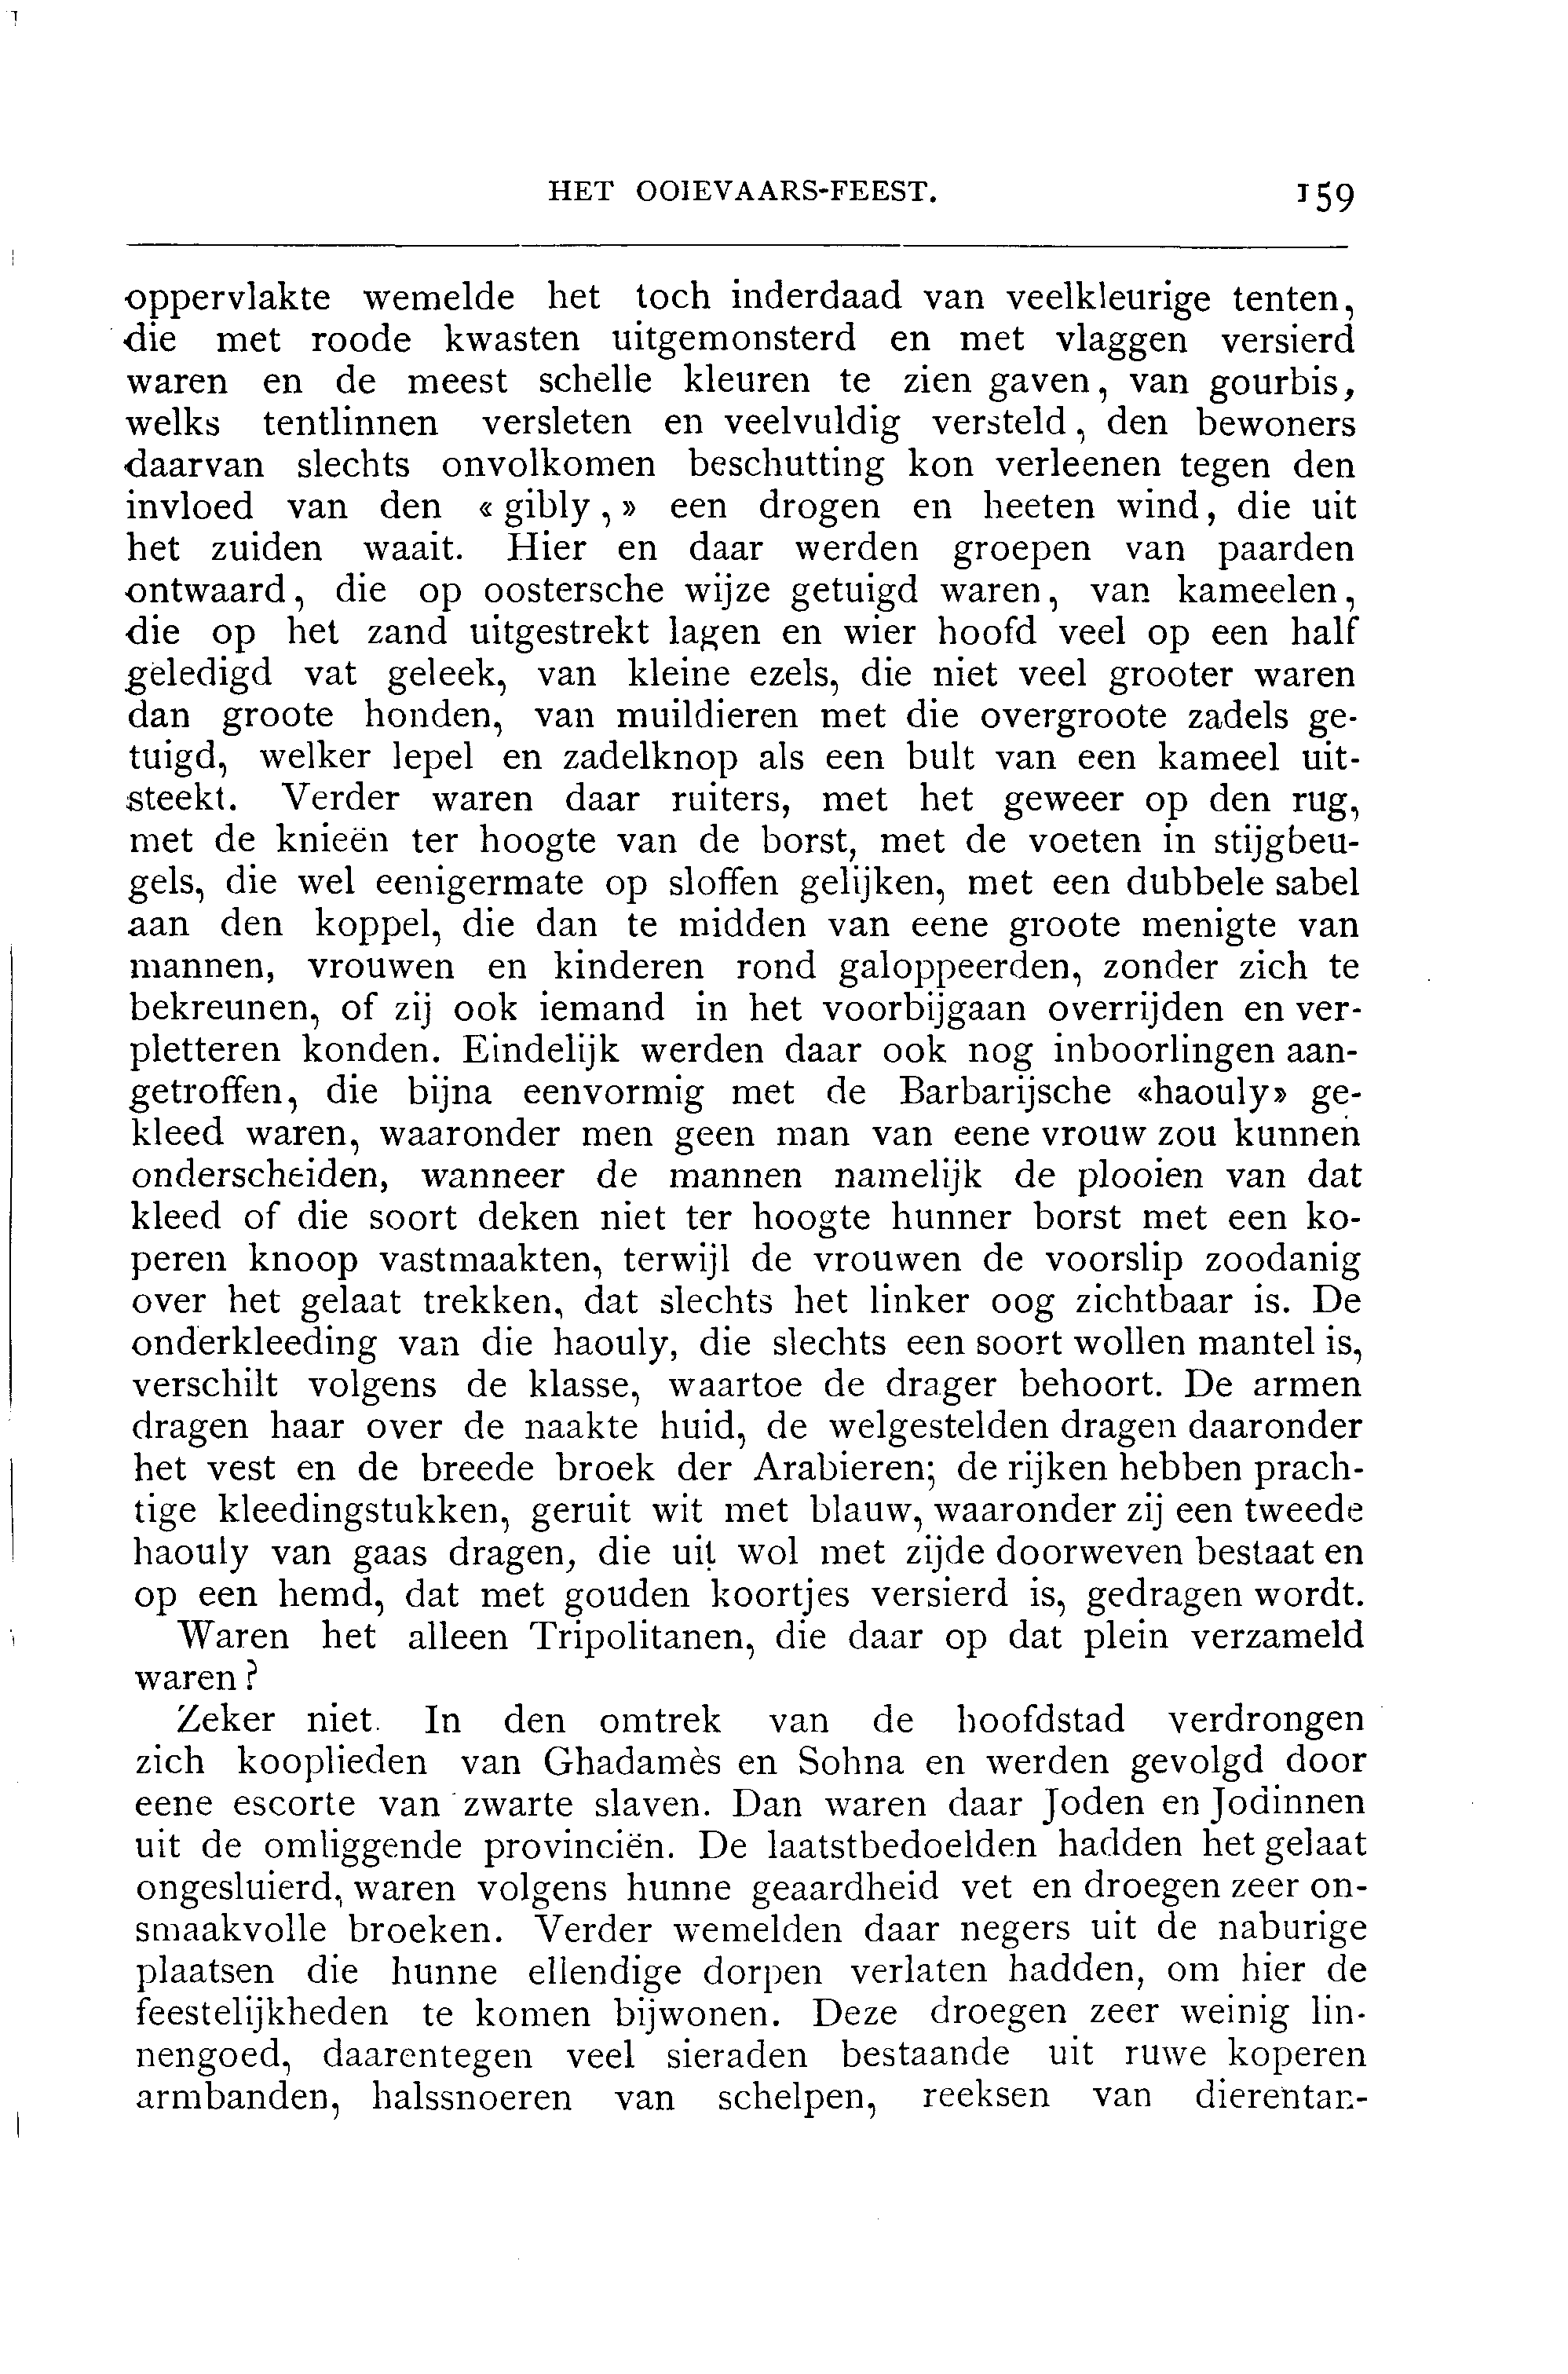 HET OOIEVAARS-FEEST. 159
oppervlakte wemelde het toch inderdaad van veelkleurige tenten,
die met roode kwasten uitgemonsterd en met vlaggen versierd
waren en de meest schelle kleuren te zien gaven, van gourbis,
welks tentlinnen versleten en veelvuldig versteld, den bewoners
daarvan slechts onvolkomen beschutting kon verleenen tegen den
invloed van den « gibly, » een drogen en heeten wind, die uit
het zuiden waait. Hier en daar werden groepen van paarden
ontwaard, die op oostersche wijze getuigd waren, van kameelen,
die op het zand uitgestrekt lagen en wier hoofd veel op een half
geledigd vat geleek, van kleine ezels, die niet veel grooter waren
dan groote honden, van muildieren met die overgroote zadels ge-
tuigd, welker lepel en zadelknop als een bult van een kameel uit-
steekt. Verder waren daar ruiters, met het geweer op den rug,
met de knieën ter hoogte van de borst, met de voeten in stijgbeu-
gels, die wel eenigermate op sloffen gelijken, met een dubbele sabel
aan den koppel, die dan te midden van eene groote menigte van
mannen, vrouwen en kinderen rond galoppeerden, zonder zich te
bekreunen, of zij ook iemand in het voorbijgaan overrijden en ver-
pletteren konden. Eindelijk werden daar ook nog inboorlingen aan-
getroffen, die bijna eenvormig met de Barbarijsche «haouly» ge-
kleed waren, waaronder men geen man van eene vrouw zou kunnen
onderscheiden, wanneer de mannen namelijk de plooien van dat
kleed of die soort deken niet ter hoogte hunner borst met een ko-
peren knoop vastmaakten, terwijl de vrouwen de voorslip zoodanig
over het gelaat trekken, dat slechts het linker oog zichtbaar is. De
onderkleeding van die haouly, die slechts een soort wollen mantel is,
verschilt volgens de klasse, waartoe de drager behoort. De armen
dragen haar over de naakte huid, de welgestelden dragen daaronder
het vest en de breede broek der Arabieren; de rijken hebben prach-
tige kleedingstukken, geruit wit met blauw, waaronder zij een tweede
haouly van gaas dragen, die uit wol met zijde doorweven bestaat en
op een hemd, dat met gouden koortjes versierd is, gedragen wordt.
Waren het alleen Tripolitanen, die daar op dat plein verzameld
waren?
Zeker niet. In den omtrek van de hoofdstad verdrongen
zich kooplieden van Ghadamès en Sohna en werden gevolgd door
eene escorte van zwarte slaven. Dan waren daar Joden en Jodinnen
uit de omliggende provinciën. De laatstbedoelden hadden het gelaat
ongesluierd, waren volgens hunne geaardheid vet en droegen zeer on-
smaakvolle broeken. Verder wemelden daar negers uit de naburige
plaatsen die hunne ellendige dorpen verlaten hadden, om hier de
feestelijkheden te komen bijwonen. Deze droegen zeer weinig lin-
nengoed, daarentegen veel sieraden bestaande uit ruwe koperen
armbanden, halssnoeren van schelpen, reeksen van dierentan-